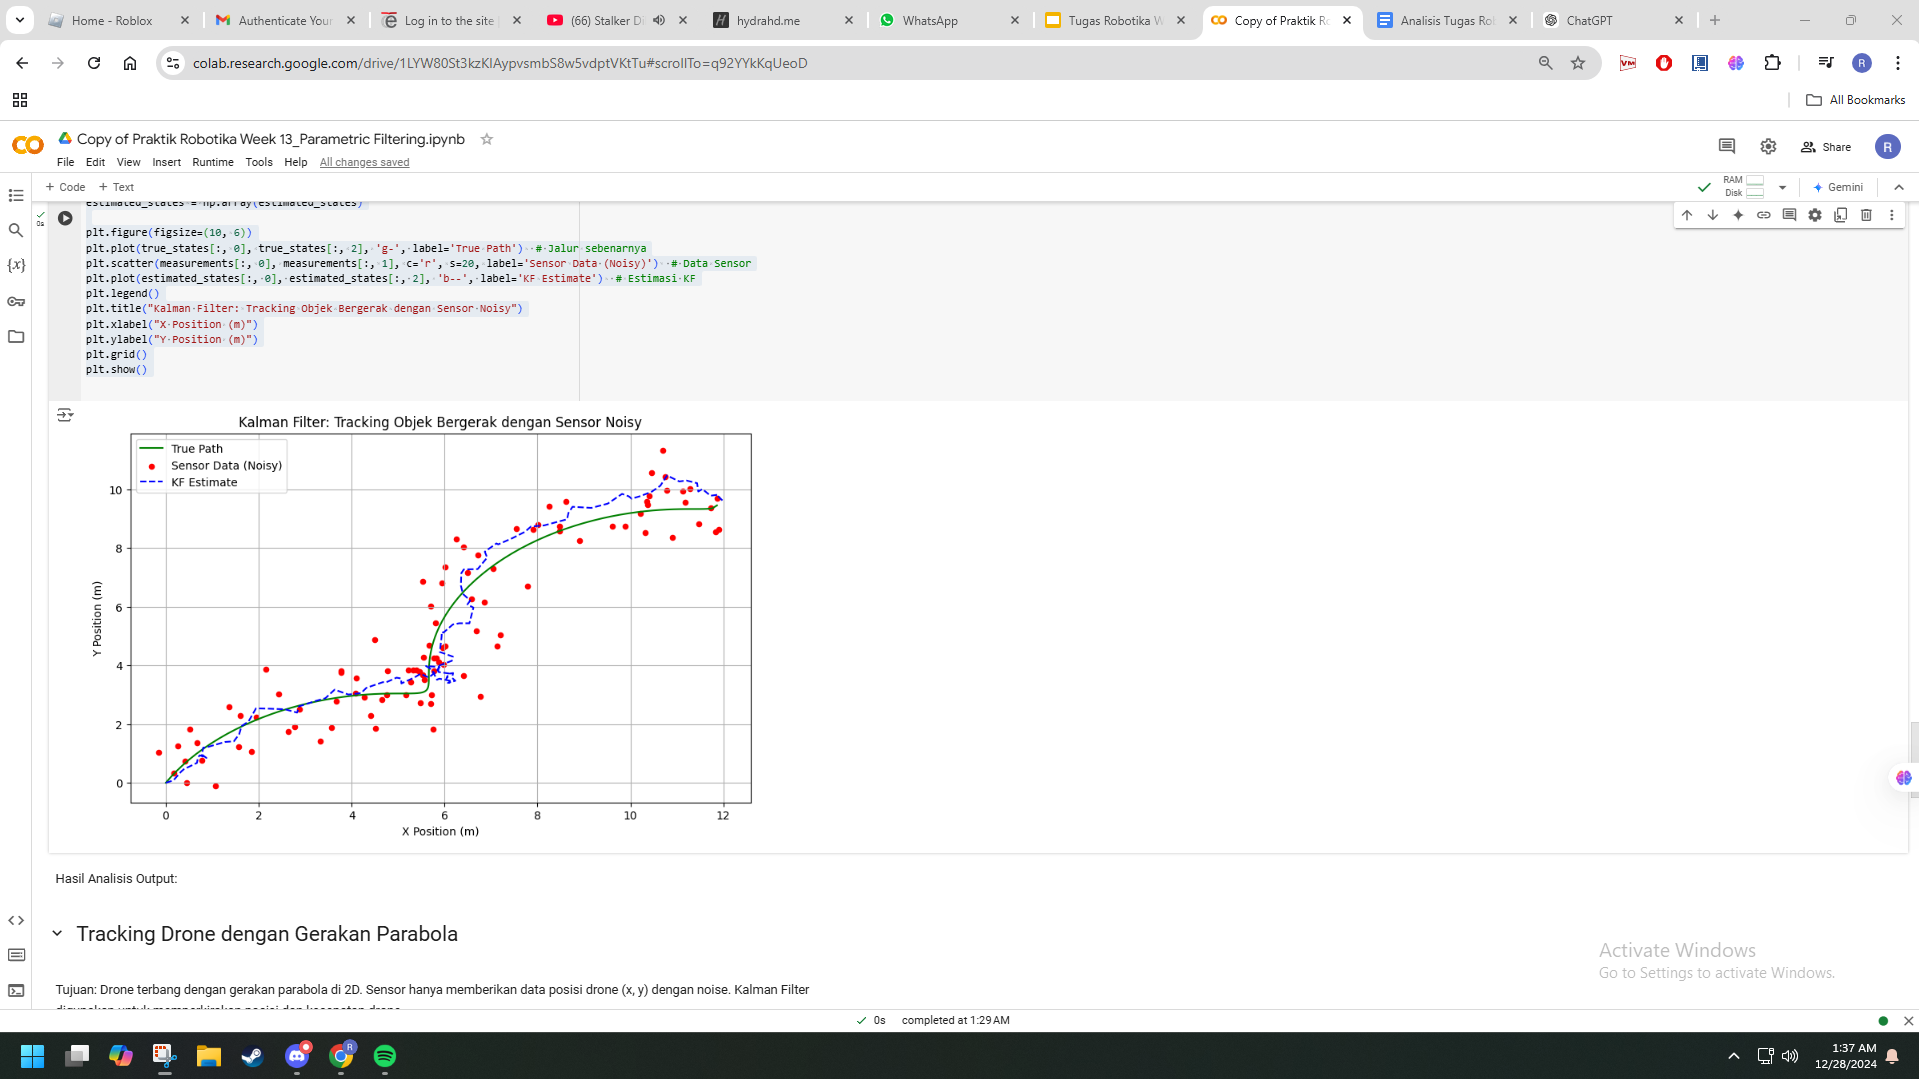 Home - Roblox
Authenticate Your
Log in to the site |
(66) Stalker Di
hydrahd.me
WhatsApp
Tugas Robotika W
Copy of Praktik Ro
Analisis Tugas Rob
ChatGPT
colab.research.google.com/drive/1LYW80St3kzKIAypvsmbS8w5vdptVKtTu#scrollTo=q92YYkKqUeoD
All Bookmarks
Copy of Praktik Robotika Week 13_Parametric Filtering.ipynb
File Edit View Insert Runtime Tools Help All changes saved
Share
R
+ Code + Text
RAM
Disk
Gemini
estimated_states = np.array(estimated_states)
0s
plt.figure(figsize=(10, 6))
plt.plot(true_states[:, 0], true_states[:, 2], 'g-', label='True Path')  # Jalur sebenarnya
plt.scatter(measurements[:, 0], measurements[:, 1], c='r', s=20, label='Sensor Data (Noisy)')  # Data Sensor
plt.plot(estimated_states[:, 0], estimated_states[:, 2], 'b--', label='KF Estimate')  # Estimasi KF
plt.legend()
plt.title("Kalman Filter: Tracking Objek Bergerak dengan Sensor Noisy")
plt.xlabel("X Position (m)")
plt.ylabel("Y Position (m)")
plt.grid()
plt.show()
Kalman Filter: Tracking Objek Bergerak dengan Sensor Noisy
True Path
Sensor Data (Noisy)
KF Estimate
10
8
6
4
2
0
Y Position (m)
0 2 4 6 8 10 12
X Position (m)
Hasil Analisis Output:
Tracking Drone dengan Gerakan Parabola
Activate Windows
Go to Settings to activate Windows.
Tujuan: Drone terbang dengan gerakan parabola di 2D. Sensor hanya memberikan data posisi drone (x, y) dengan noise. Kalman Filter
0s completed at 1:29 AM
1:37 AM
12/28/2024